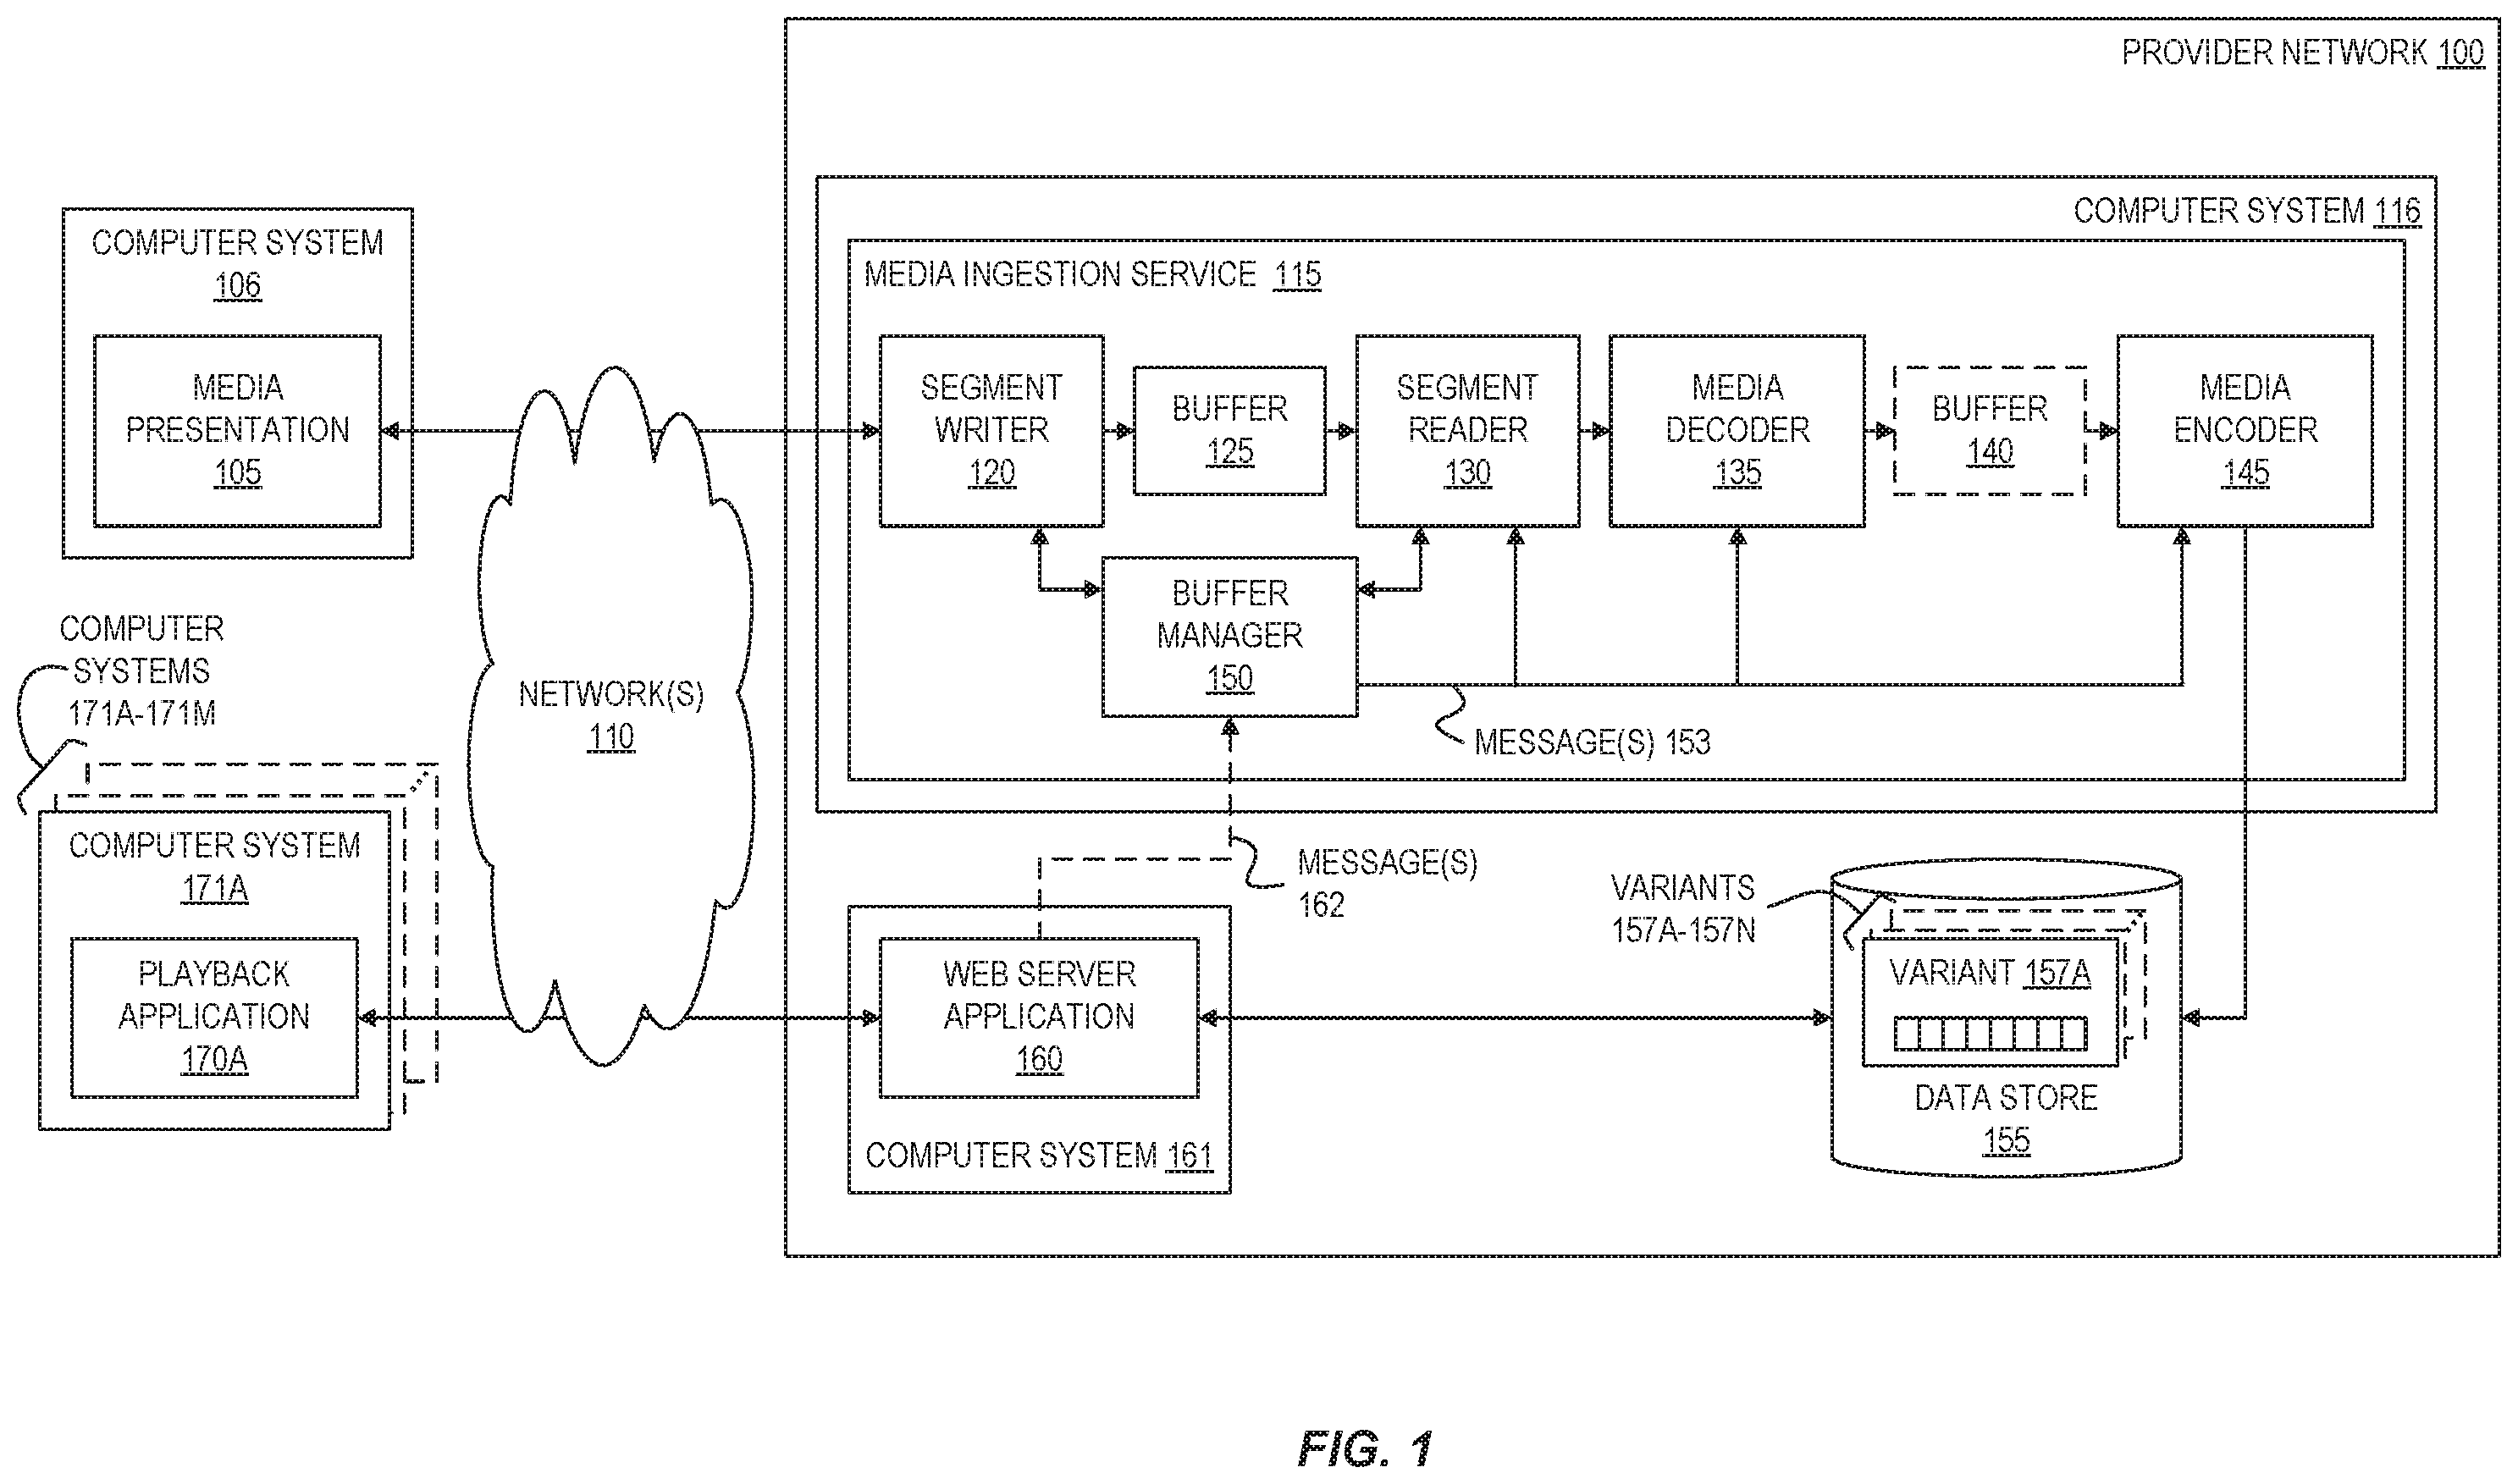 PROVIDER NETWORK 100
COMPUTER SYSTEM 116
MEDIA INGESTION SERVICE 115
COMPUTER SYSTEM
106
MEDIA
PRESENTATION
105
SEGMENT
WRITER
120
BUFFER
125
SEGMENT
READER
130
MEDIA
DECODER
135
BUFFER
140
MEDIA
ENCODER
145
BUFFER
MANAGER
150
MESSAGE(S) 153
NETWORK(S)
110
COMPUTER
SYSTEMS
171A-171M
COMPUTER SYSTEM
171A
PLAYBACK
APPLICATION
170A
MESSAGE(S)
162
WEB SERVER
APPLICATION
160
COMPUTER SYSTEM 161
VARIANTS
157A-157N
VARIANT 157A
DATA STORE
155
FIG. 1